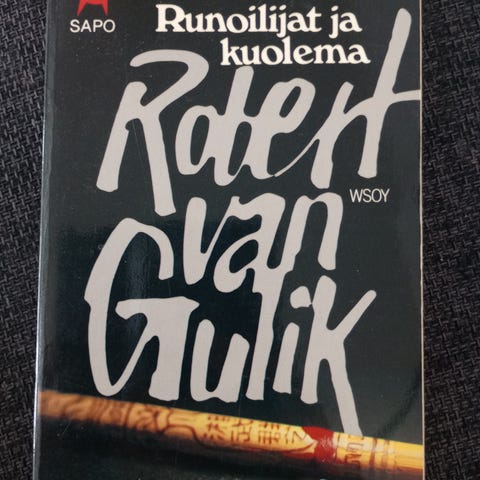 SAPO
Runoilijat ja
kuolema
Robert
WSOY
van
Gulik